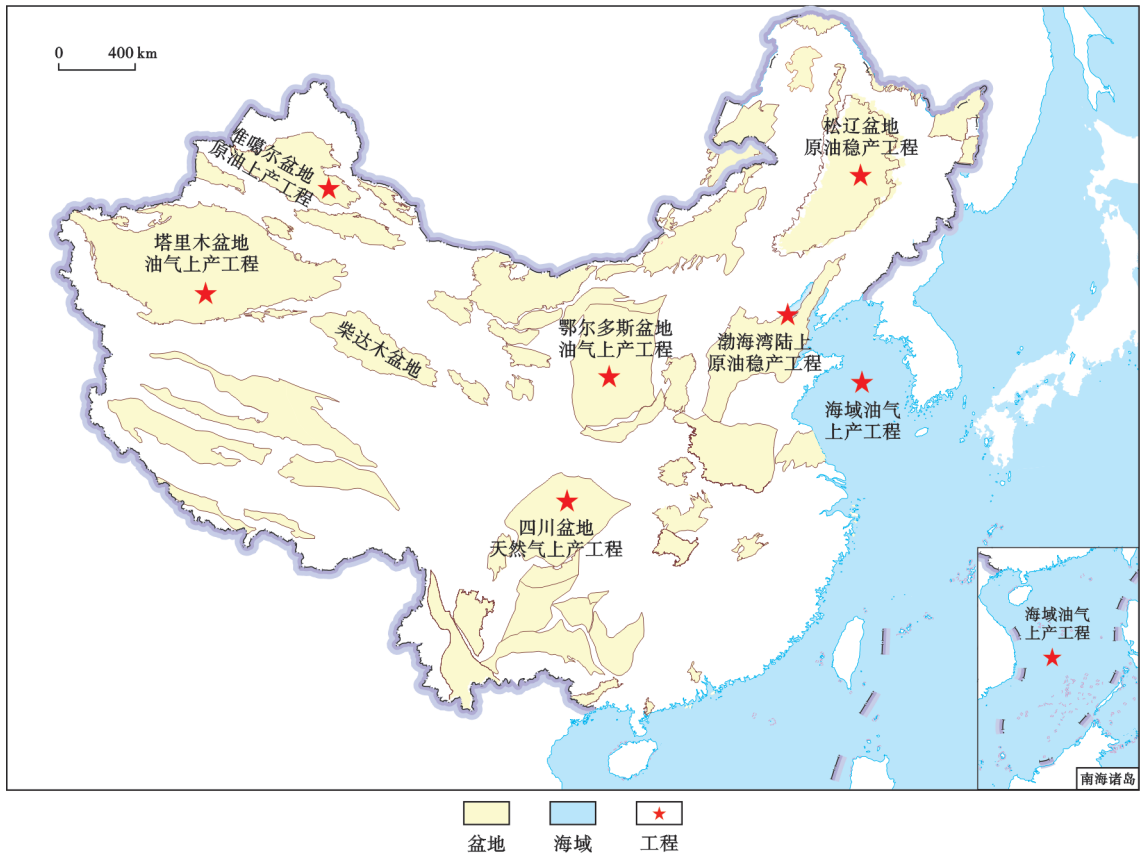 0 400 km
准噶尔盆地
原油上产工程
松辽盆地
原油稳产工程
塔里木盆地
油气上产工程
柴达木盆地
鄂尔多斯盆地
油气上产工程
渤海湾陆上
原油稳产工程
海域油气
上产工程
四川盆地
天然气上产工程
海域油气
上产工程
南海诸岛
盆地
海域
工程